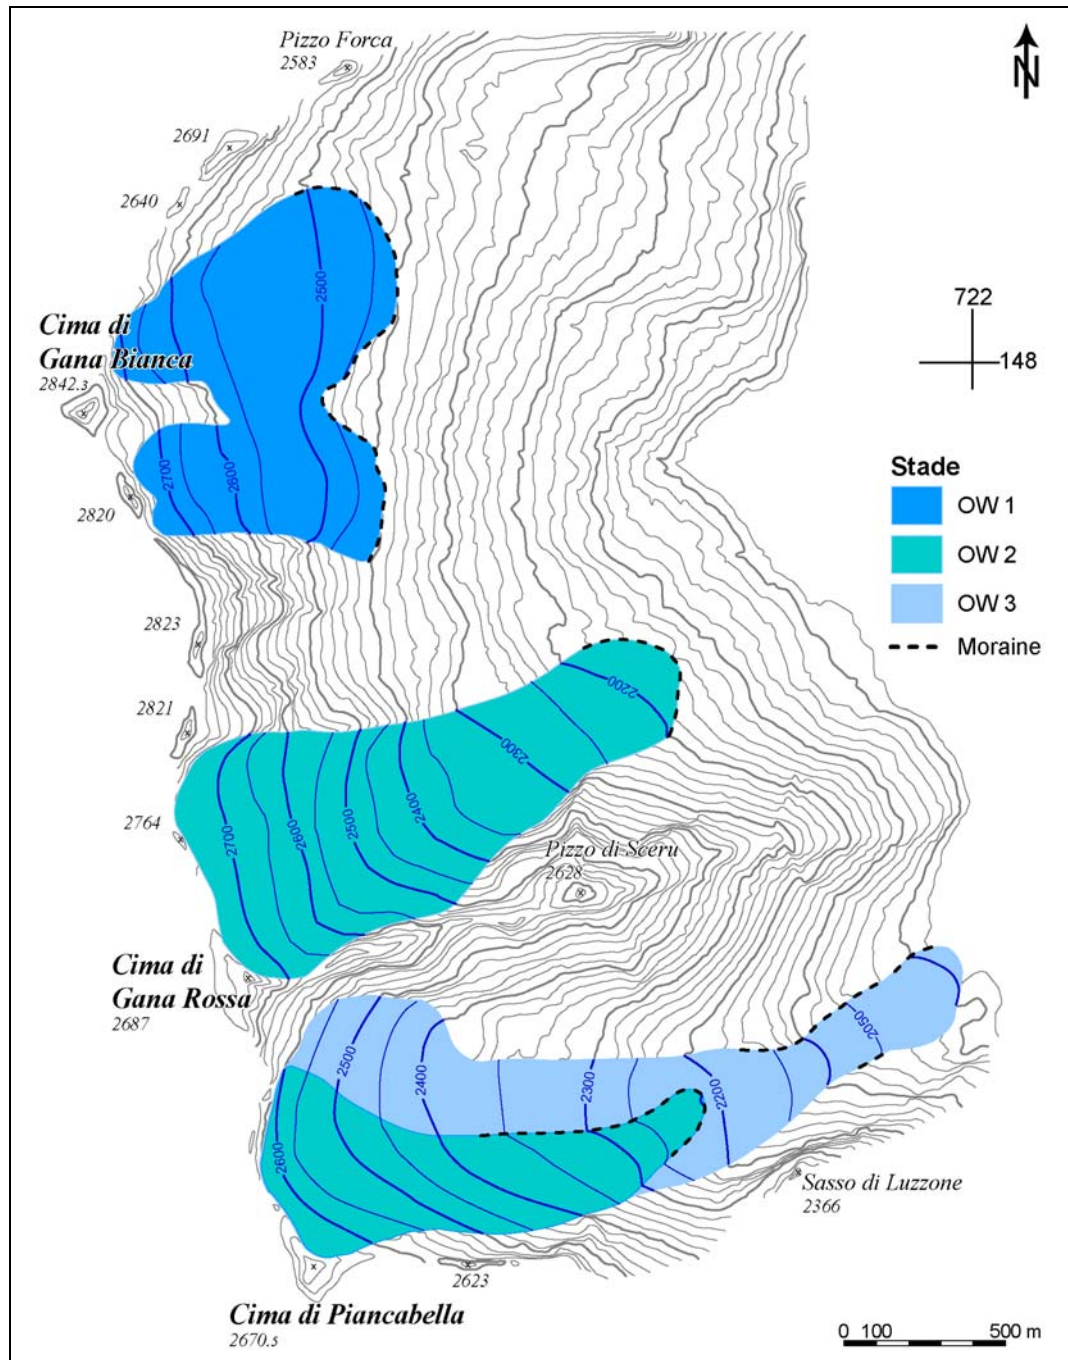 Pizzo Forca
2583
N
2691
2640
2500
722
148
Cima di
Gana Bianca
2842.3
Stade
OW 1
OW 2
OW 3
Moraine
2700
2600
2820
2823
2821
2200
2300
2764
2700
2600
2500
2400
Pizzo di Sceru
2628
Cima di
Gana Rossa
2687
2050
2500
2400
2300
2200
2600
Sasso di Luzzone
2366
2623
Cima di Piancabella
2670.5
0 100 500 m